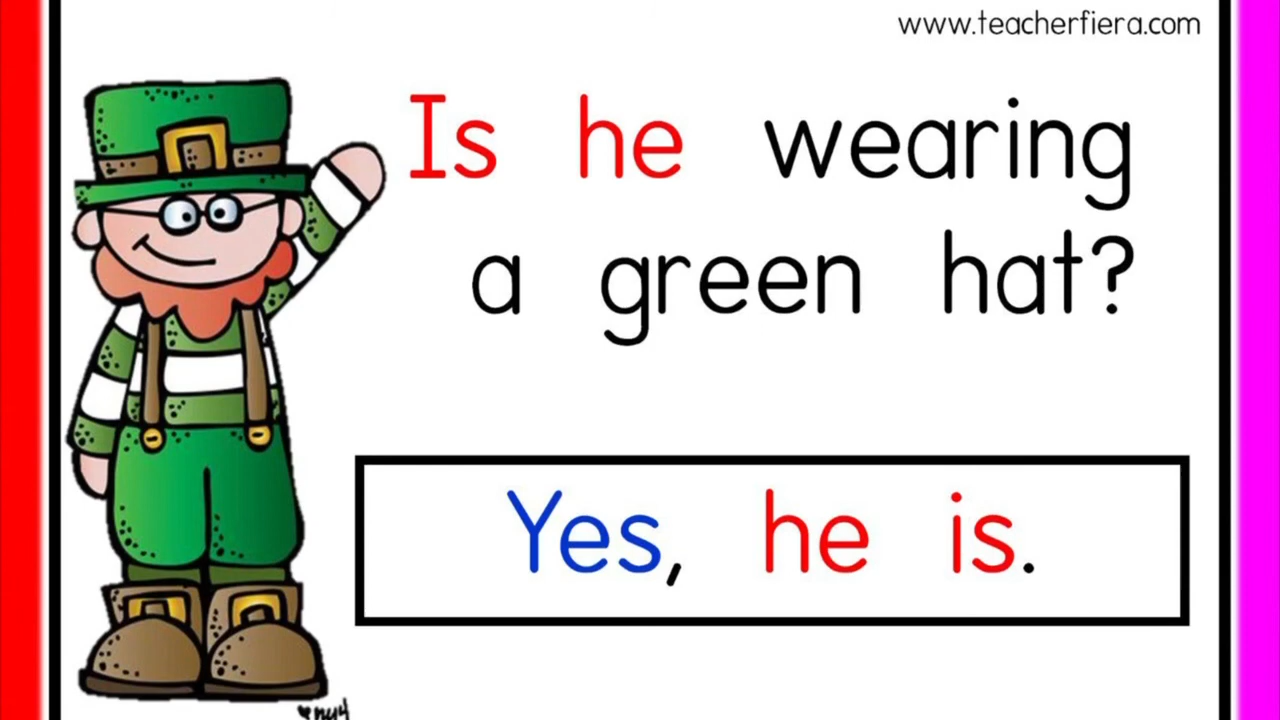 www.teacherfiera.com
Is he wearing
a green hat?
Yes, he is.